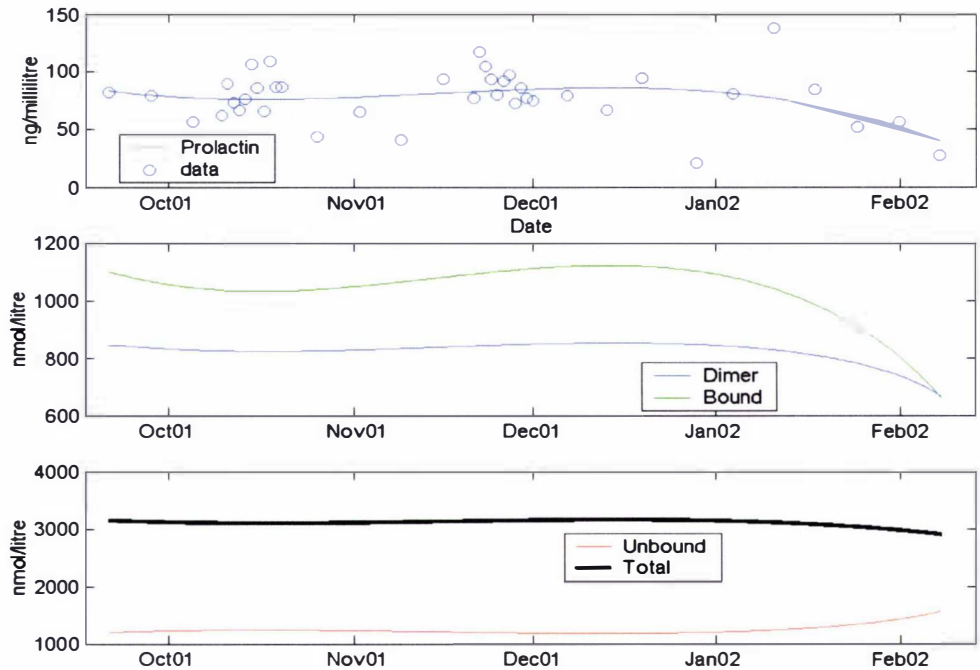 150
100
50
0
ng/millilitre
Prolactin
data
Oct01 Nov01 Dec01 Jan02 Feb02
Date
1200
1000
800
600
nmol/litre
Dimer
Bound
Oct01 Nov01 Dec01 Jan02 Feb02
4000
3000
2000
1000
nmol/litre
Unbound
Total
Oct01 Nov01 Dec01 Jan02 Feb02